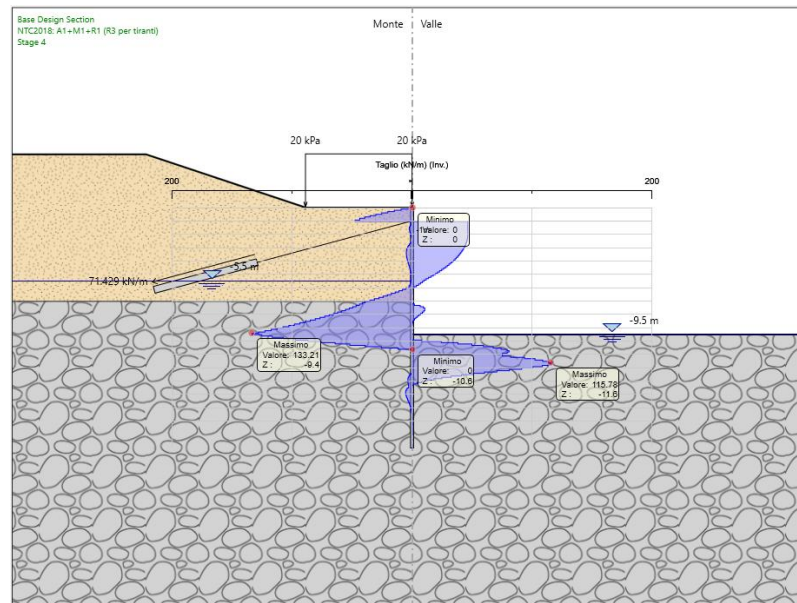 Base Design Section
NTC2018: A1+M1+R1 (R3 per tiranti)
Stage 4
Monte
Valle
20 kPa
20 kPa
Taglio (kN/m) (Inv.)
200
200
Minimo
Valore: 0
Z : 0
-5.5 m
71.429 kN/m
-9.5 m
Massimo
Valore: 133.21
Z : -9.4
Minimo
Valore: 0
Z : -10.6
Massimo
Valore: 115.78
Z : -11.6